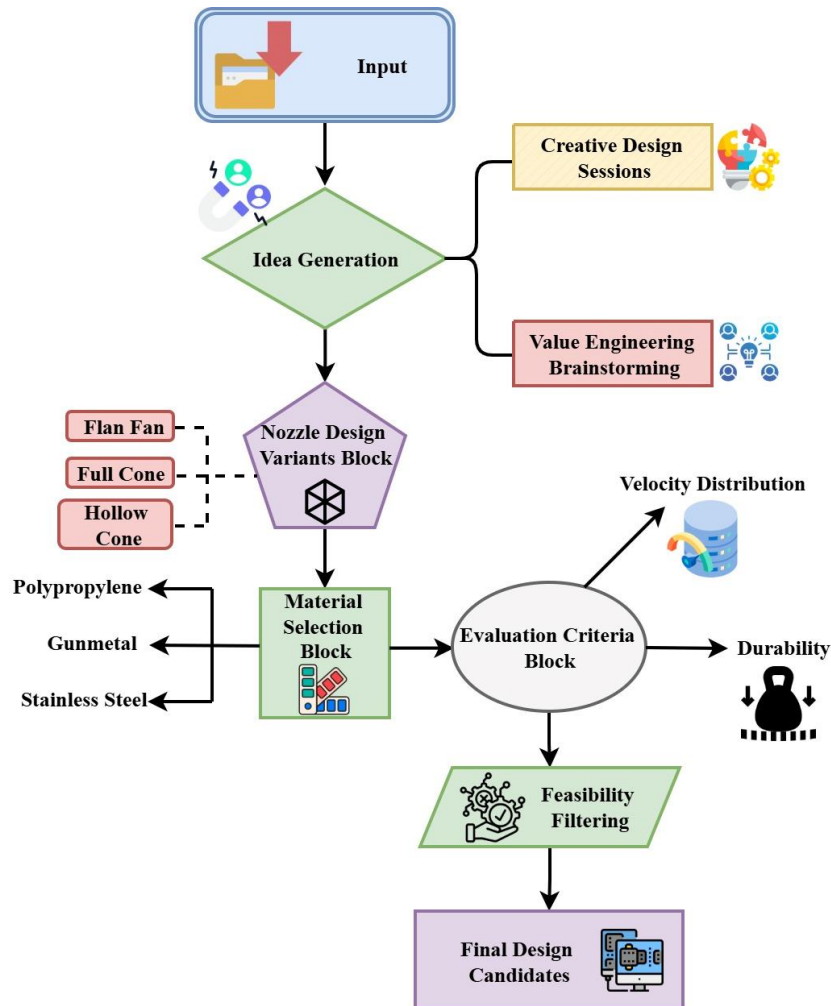 Input
Creative Design
Sessions
Idea Generation
Value Engineering
Brainstorming
Nozzle Design
Variants Block
Flan Fan
Full Cone
Hollow
Cone
Velocity Distribution
Polypropylene
Gunmetal
Stainless Steel
Material
Selection
Block
Evaluation Criteria
Block
Durability
Feasibility
Filtering
Final Design
Candidates